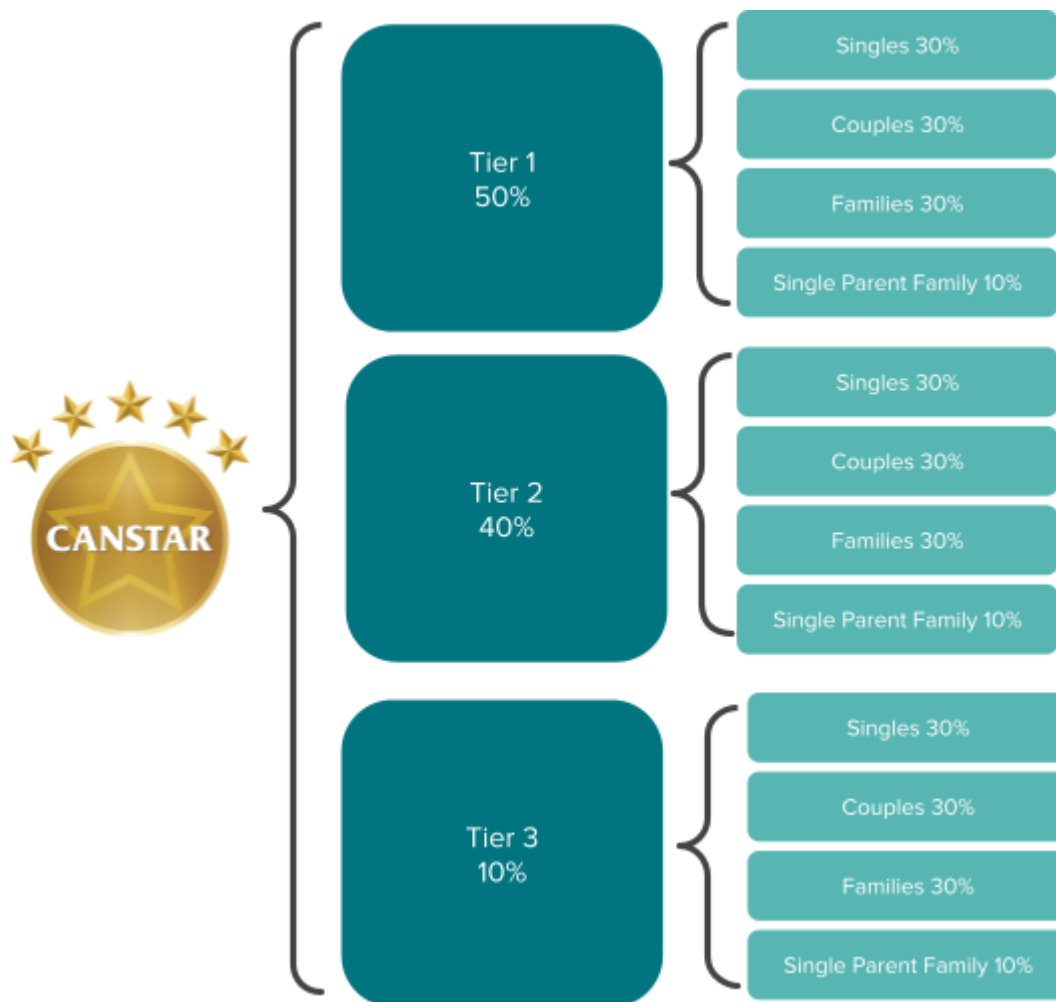 CANSTAR
Tier 1
50%
Singles 30%
Couples 30%
Families 30%
Single Parent Family 10%
Tier 2
40%
Singles 30%
Couples 30%
Families 30%
Single Parent Family 10%
Tier 3
10%
Singles 30%
Couples 30%
Families 30%
Single Parent Family 10%